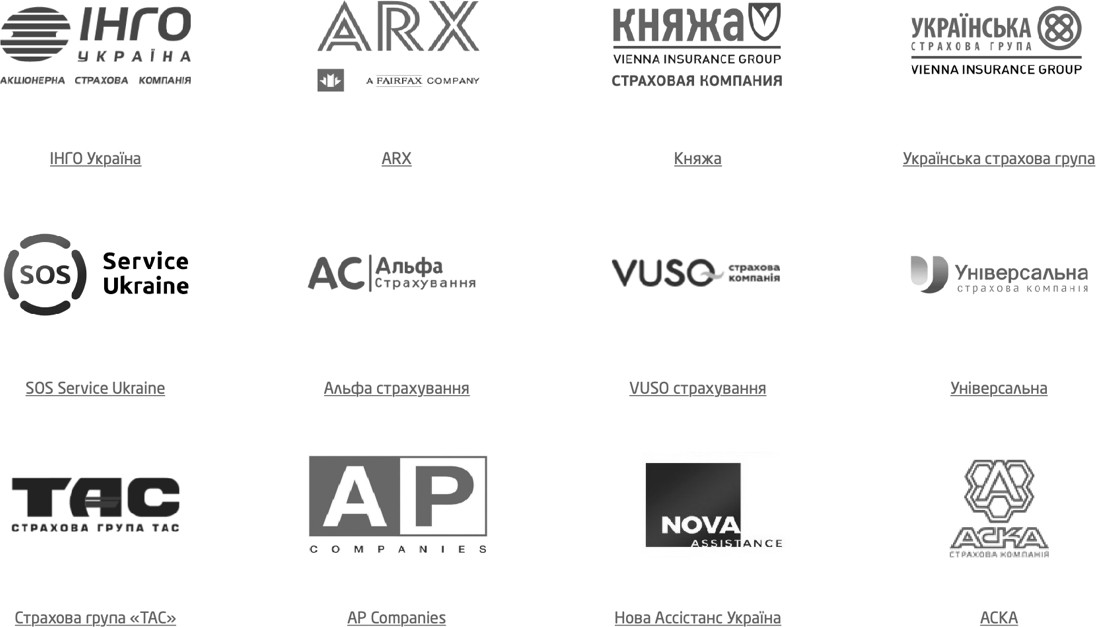 ІНГО
УКРАЇНА
АКЦІОНЕРНА СТРАХОВА КОМПАНІЯ
ARX
A FAIRFAX COMPANY
КНЯЖА
VIENNA INSURANCE GROUP
СТРАХОВАЯ КОМПАНИЯ
УКРАЇНСЬКА
СТРАХОВА ГРУПА
VIENNA INSURANCE GROUP
ІНГО Україна
ARX
Княжа
Українська страхова група
SOS
Service
Ukraine
АС Альфа
Страхування
VUSO страхова
компанія
Універсальна
страхова компанія
SOS Service Ukraine
Альфа страхування
VUSO страхування
Універсальна
ТАС
СТРАХОВА ГРУПА ТАС
AP
COMPANIES
NOVA
ASSISTANCE
АСКА
СТРАХОВА КОМПАНІЯ
Страхова група «ТАС»
AP Companies
Нова Ассістанс Україна
АСКА